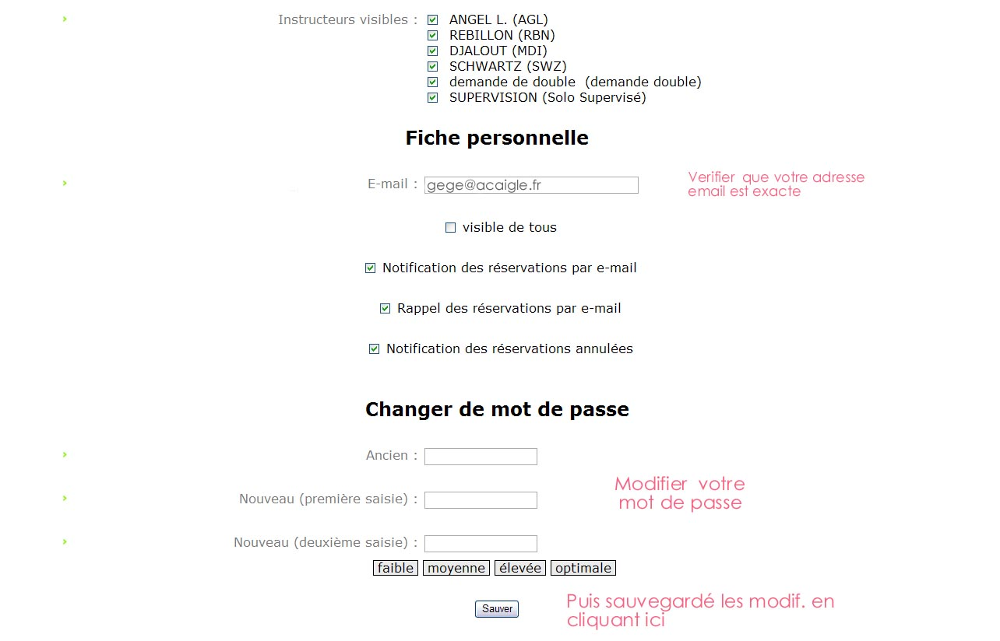 Instructeurs visibles : ANGEL L. (AGL)
REBILLON (RBN)
DJALOUT (MDI)
SCHWARTZ (SWZ)
demande de double (demande double)
SUPERVISION (Solo Supervisé)
Fiche personnelle
E-mail : gege@acaigle.fr
Verifier que votre adresse
email est exacte
visible de tous
Notification des réservations par e-mail
Rappel des réservations par e-mail
Notification des réservations annulées
Changer de mot de passe
Ancien :
Modifier votre
mot de passe
Nouveau (première saisie) :
Nouveau (deuxième saisie) :
faible moyenne élevée optimale
Sauver
Puis sauvegardé les modif. en
cliquant ici